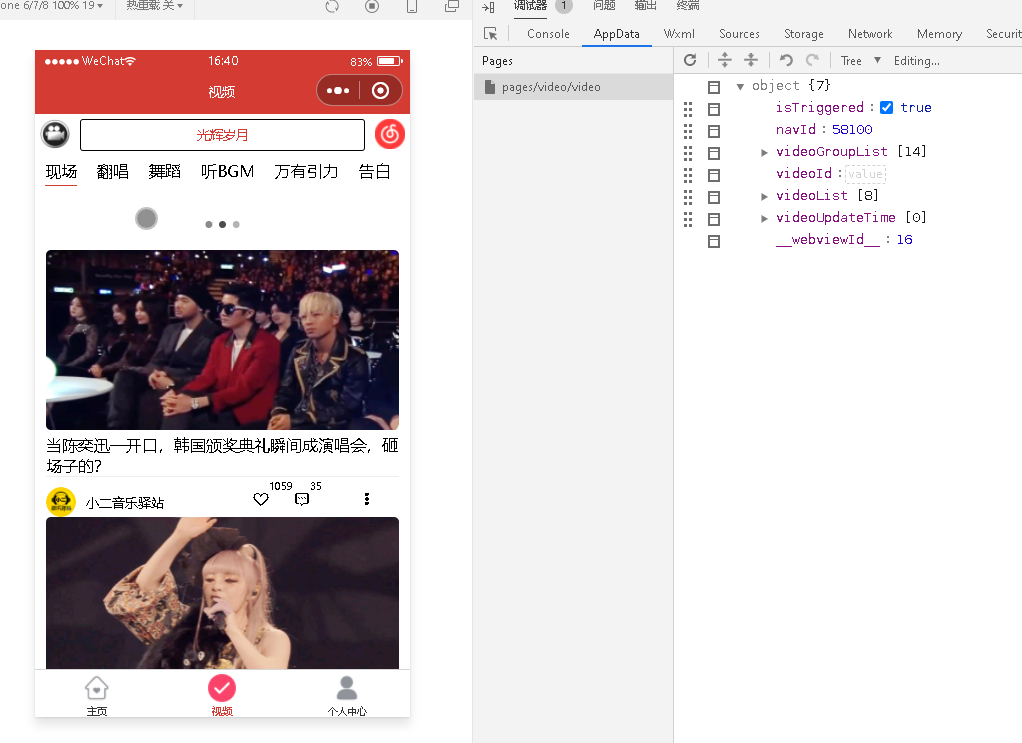 one 6/7/8 100% 19
热重载 关
调试器 1 问题 输出 终端
Console AppData Wxml Sources Storage Network Memory Securit
Pages
pages/video/video
Tree Editing...
object {7}
isTriggered : true
navId : 58100
videoGroupList [14]
videoId : value
videoList [8]
videoUpdateTime [0]
__webviewId__ : 16
WeChat 16:40 83%
视频
光辉岁月
现场 翻唱 舞蹈 听BGM 万有引力 告白
当陈奕迅一开口，韩国颁奖典礼瞬间成演唱会，砸
场子的?
小二音乐驿站 1059 35
主页 视频 个人中心